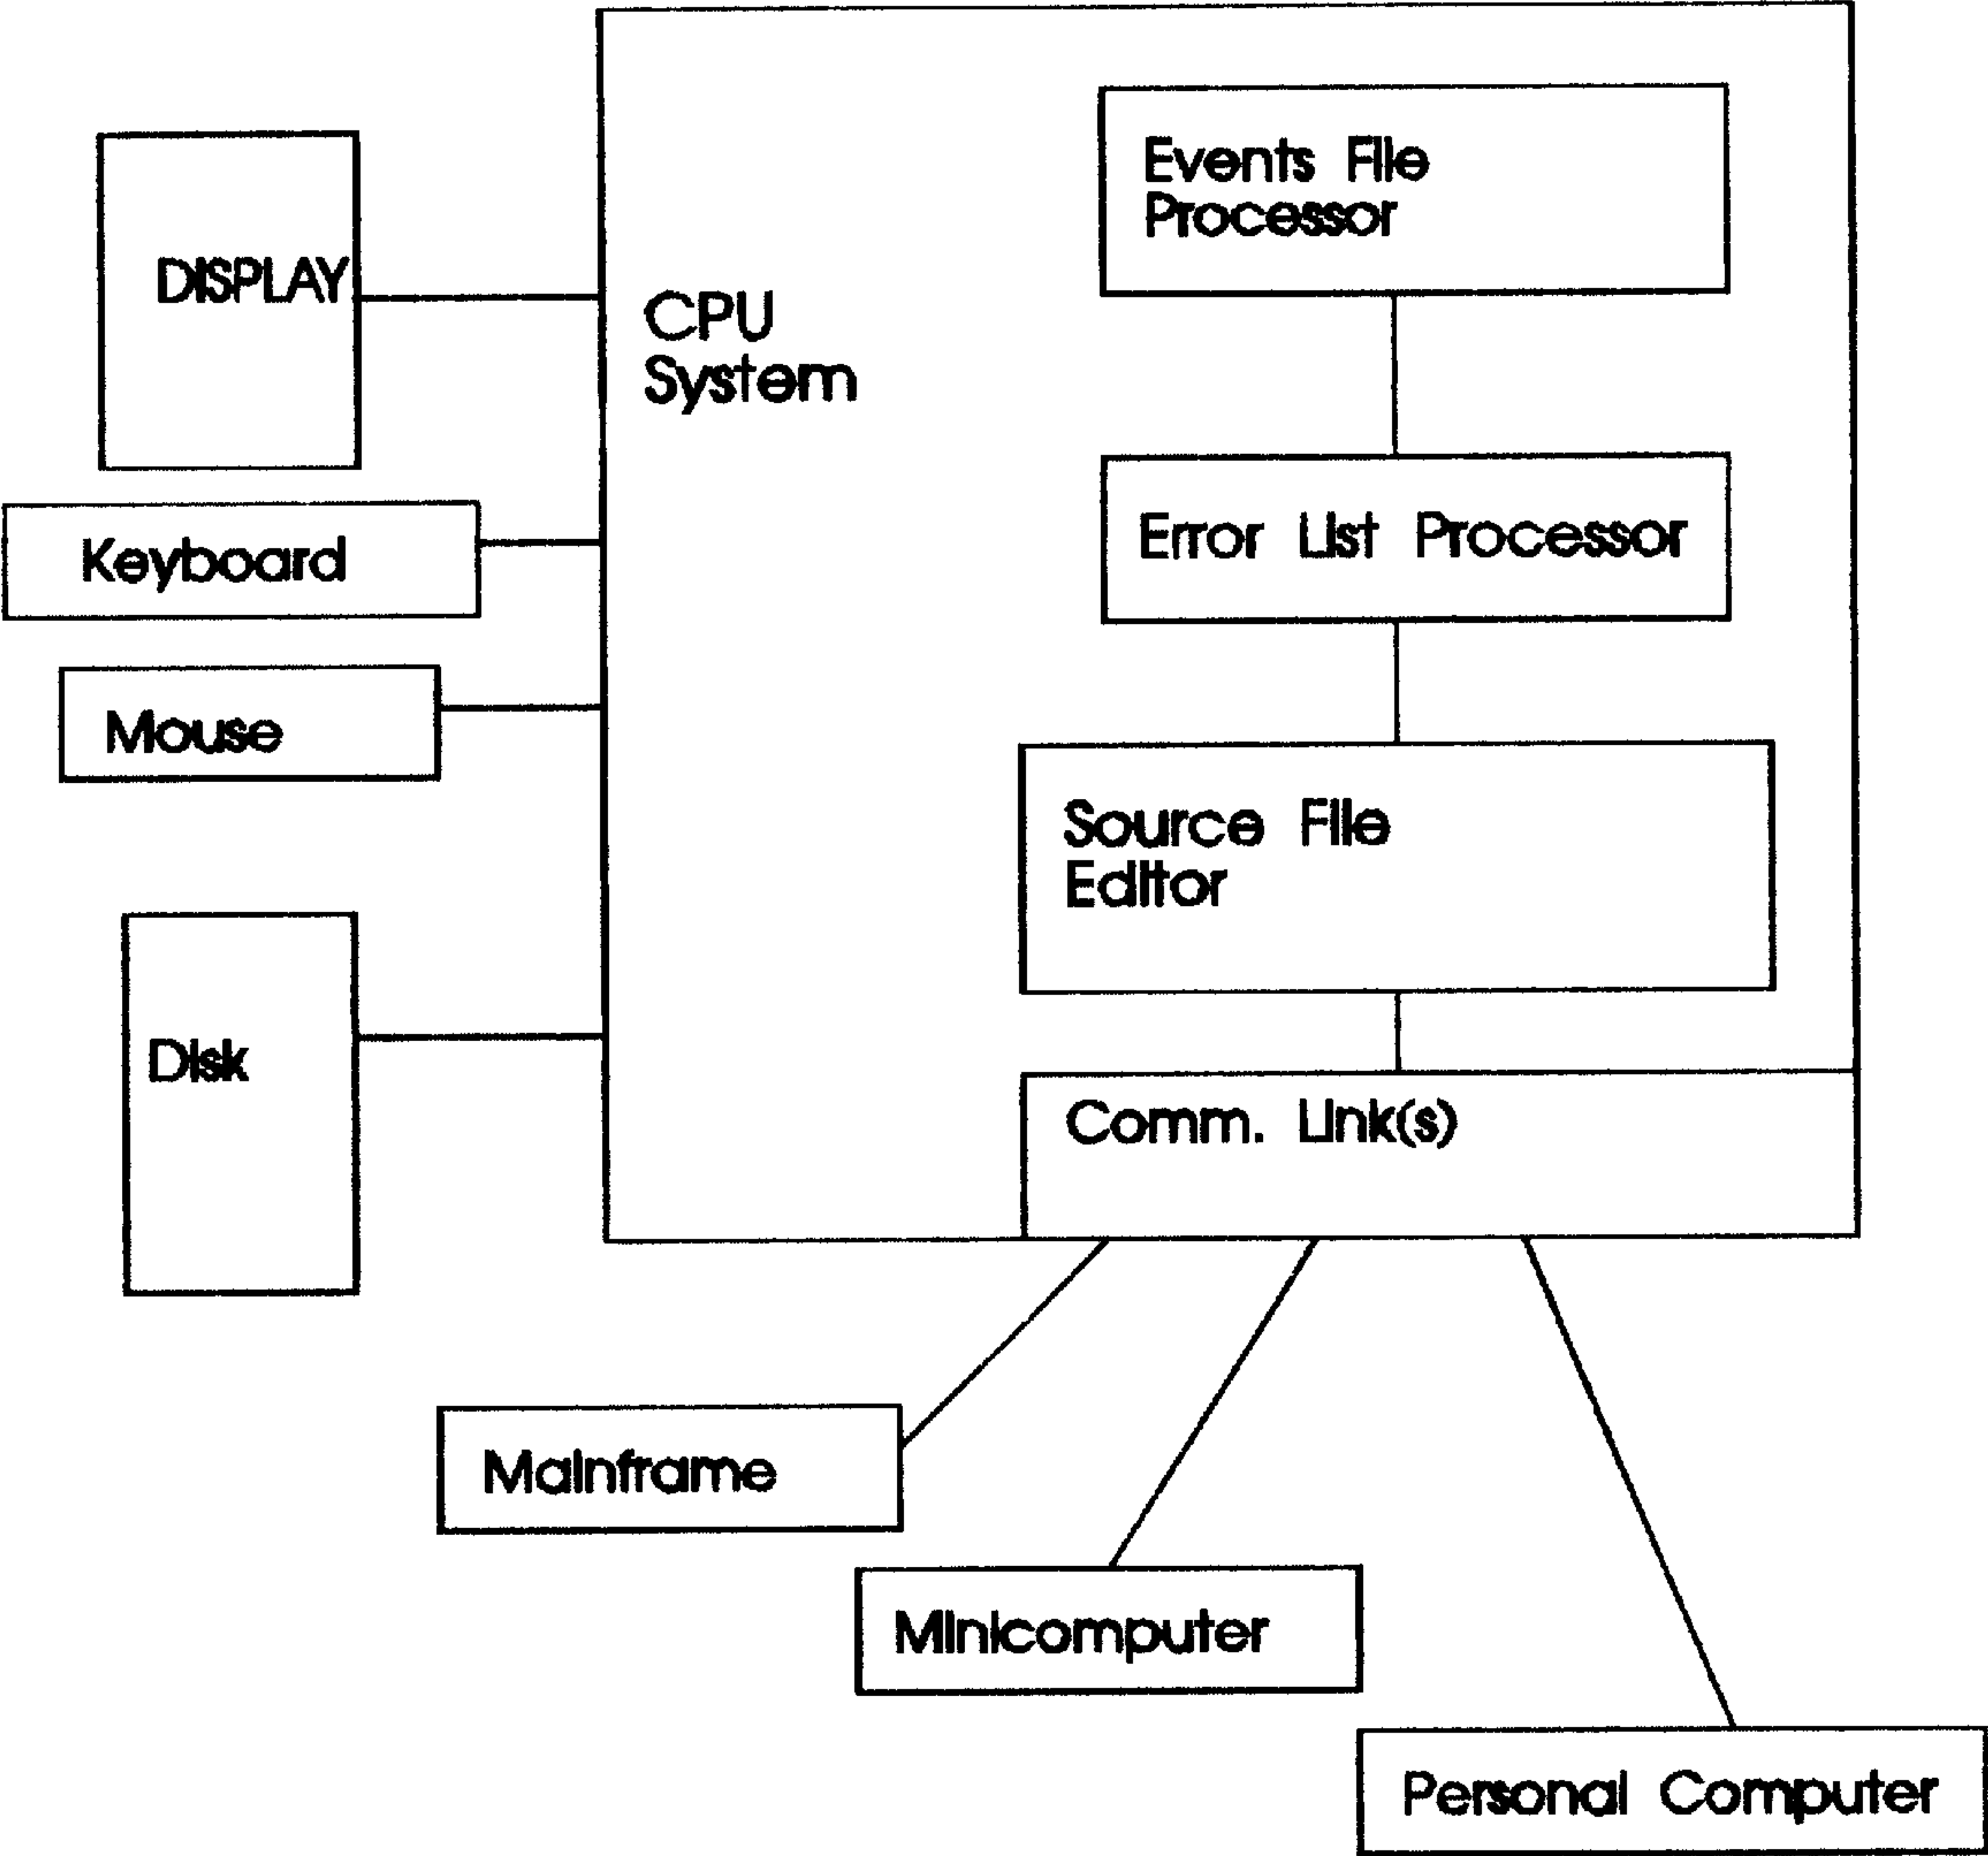 Events File
Processor
DISPLAY
CPU
System
Error List Processor
Keyboard
Mouse
Source File
Editor
Disk
Comm. Link(s)
Mainframe
Minicomputer
Personal Computer